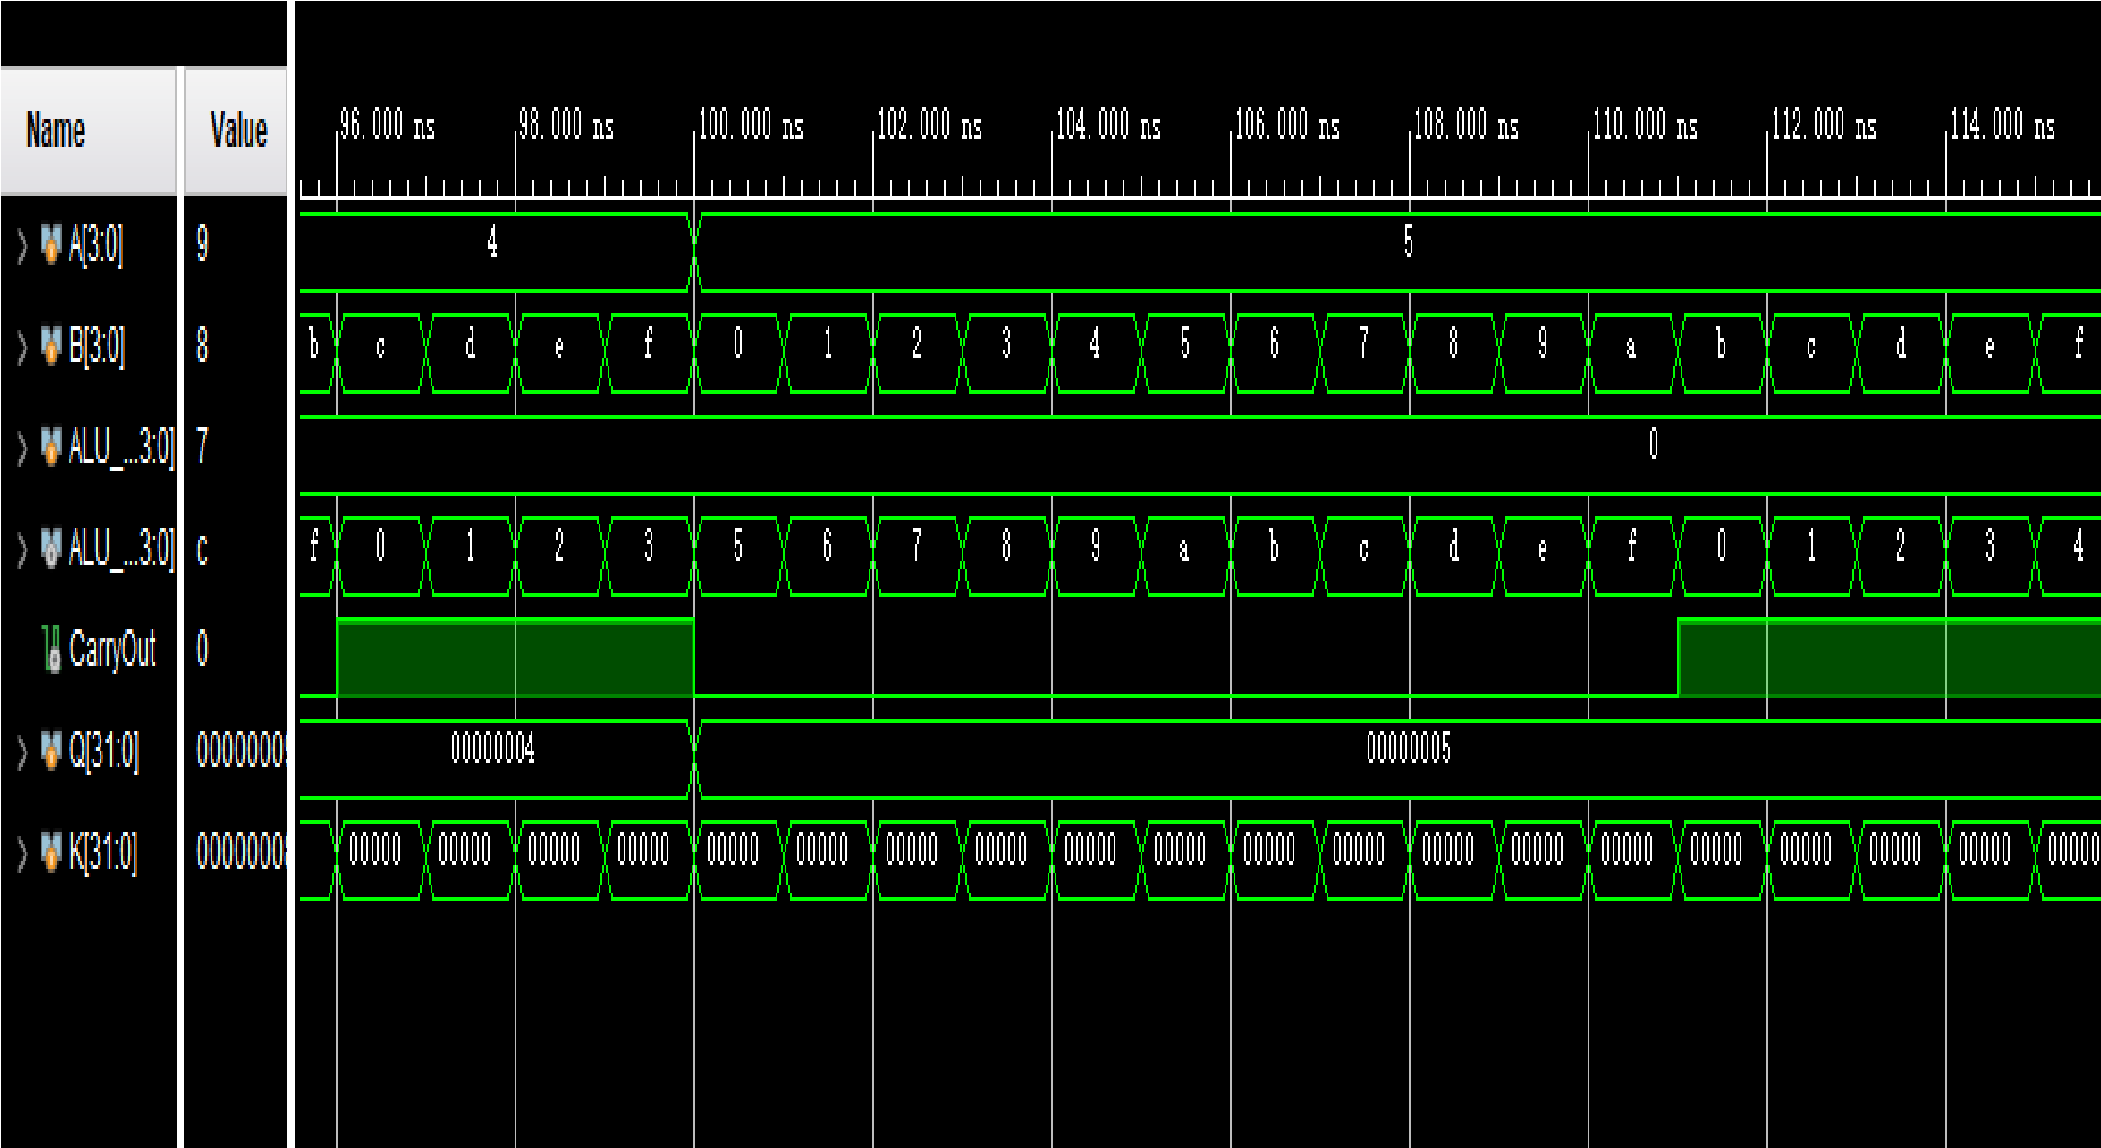 Name Value 96.000 ns 98.000 ns 100.000 ns 102.000 ns 104.000 ns 106.000 ns 108.000 ns 110.000 ns 112.000 ns 114.000 ns
A[3:0] 9 4 5
B[3:0] 8 b c d e f 0 1 2 3 4 5 6 7 8 9 a b c d e f
ALU_...3:0] 7 0
ALU_...3:0] c f 0 1 2 3 5 6 7 8 9 a b c d e f 0 1 2 3 4
CarryOut 0
Q[31:0] 0000000 00000004 00000005
K[31:0] 0000000 00000 00000 00000 00000 00000 00000 00000 00000 00000 00000 00000 00000 00000 00000 00000 00000 00000 00000 00000 00000